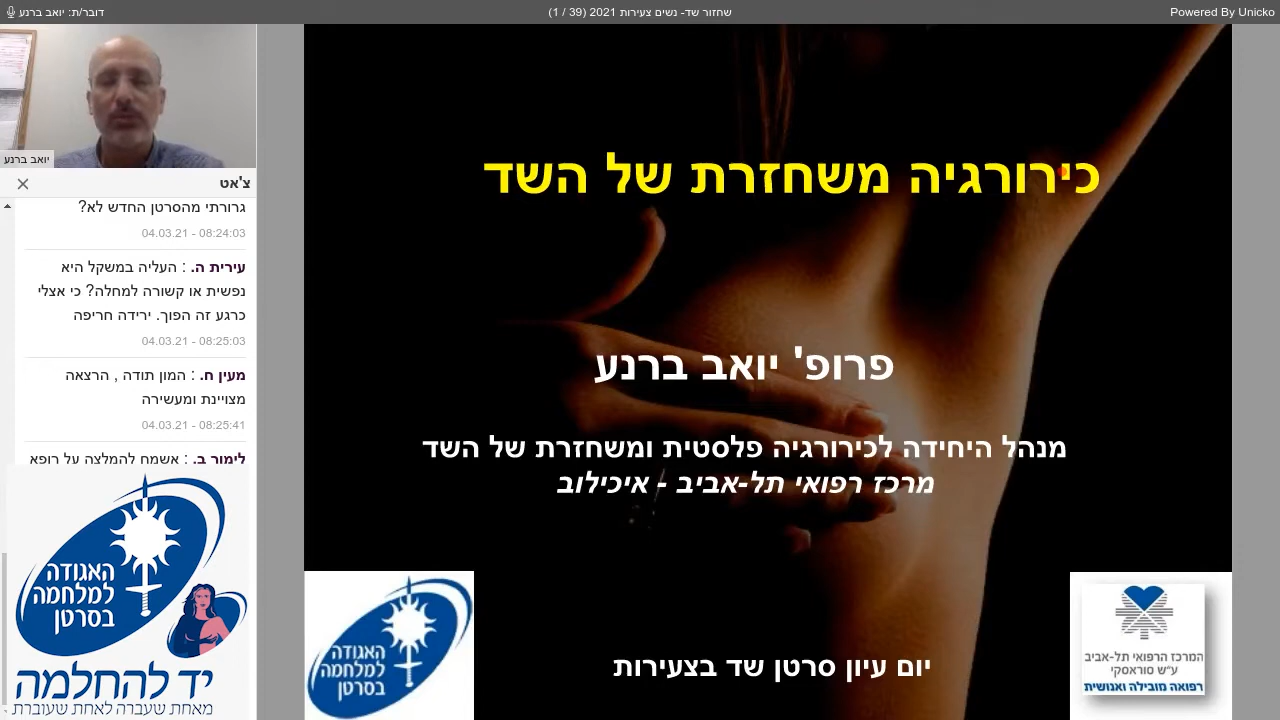 דובר/ת: יואב ברנע
שחזור שד- נשים צעירות 2021 (39 / 1)
Powered By Unicko
יואב ברנע
צ'אט
גרורתי מהסרטן החדש לא?
04.03.21 - 08:24:03
עירית ה. : העליה במשקל היא
נפשית או קשורה למחלה? כי אצלי
כרגע זה הפוך. ירידה חריפה
04.03.21 - 08:25:03
מעין ח. : המון תודה , הרצאה
מצויינת ומעשירה
04.03.21 - 08:25:41
לימור ב. : אשמח להמלצה על רופא
האגודה
למלחמה
בסרטן
יד להחלמה
מאחת שעברה לאחת שעוברת
כירורגיה משחזרת של השד
פרופ' יואב ברנע
מנהל היחידה לכירורגיה פלסטית ומשחזרת של השד
מרכז רפואי תל-אביב - איכילוב
האגודה
למלחמה
בסרטן
יום עיון סרטן שד בצעירות
המרכז הרפואי תל-אביב
ע"ש סוראסקי
רפואה מובילה ואנושית